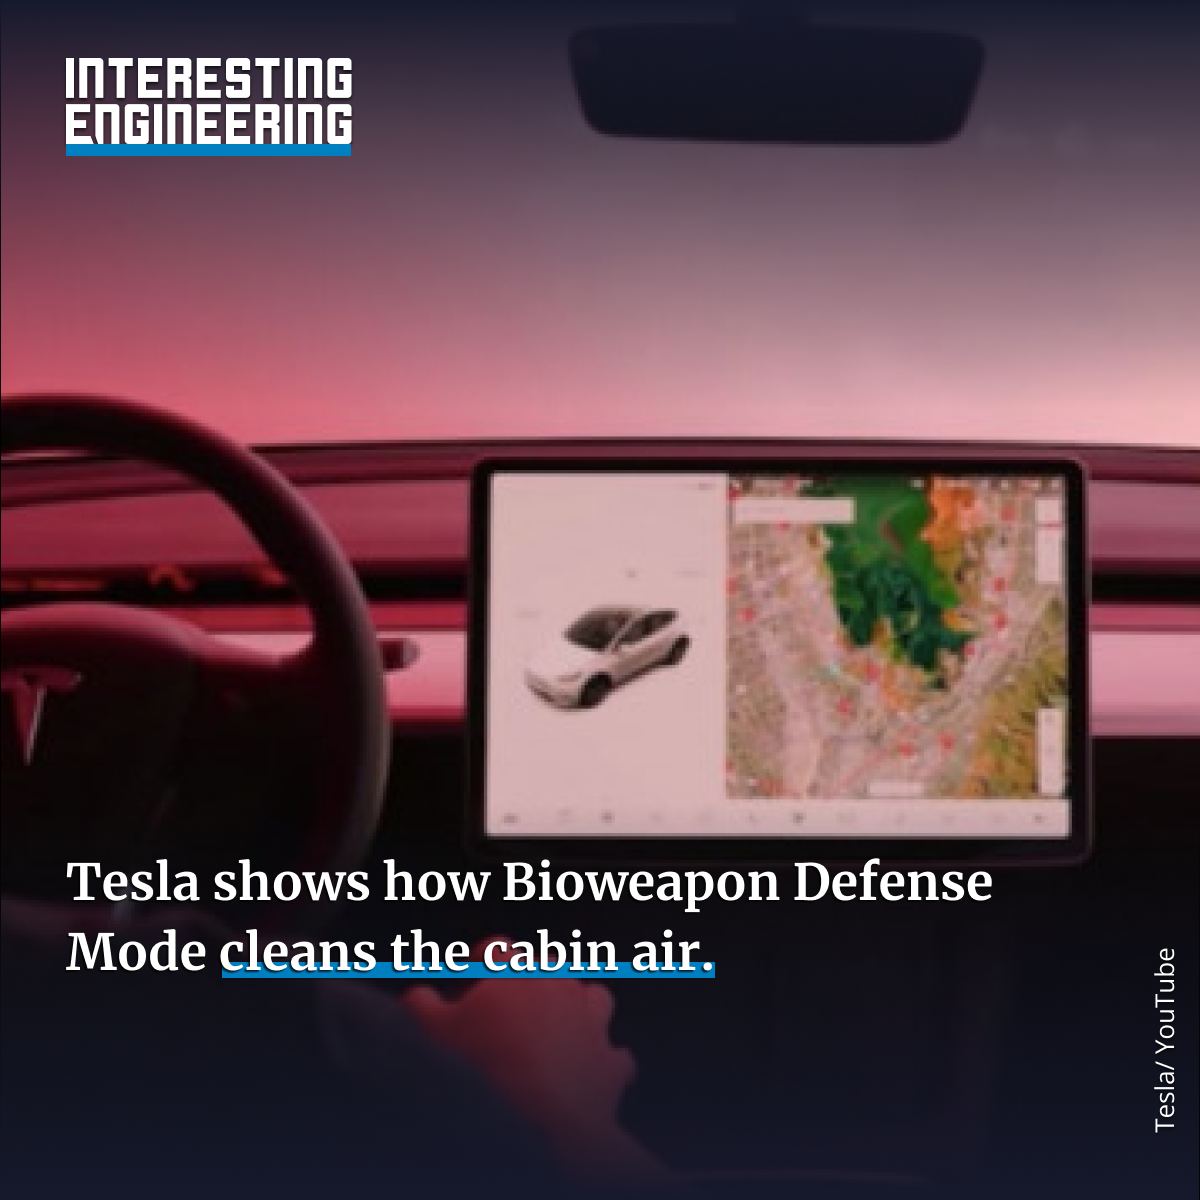 INTERESTING
ENGINEERING
Tesla shows how Bioweapon Defense
Mode cleans the cabin air.
Tesla/ YouTube